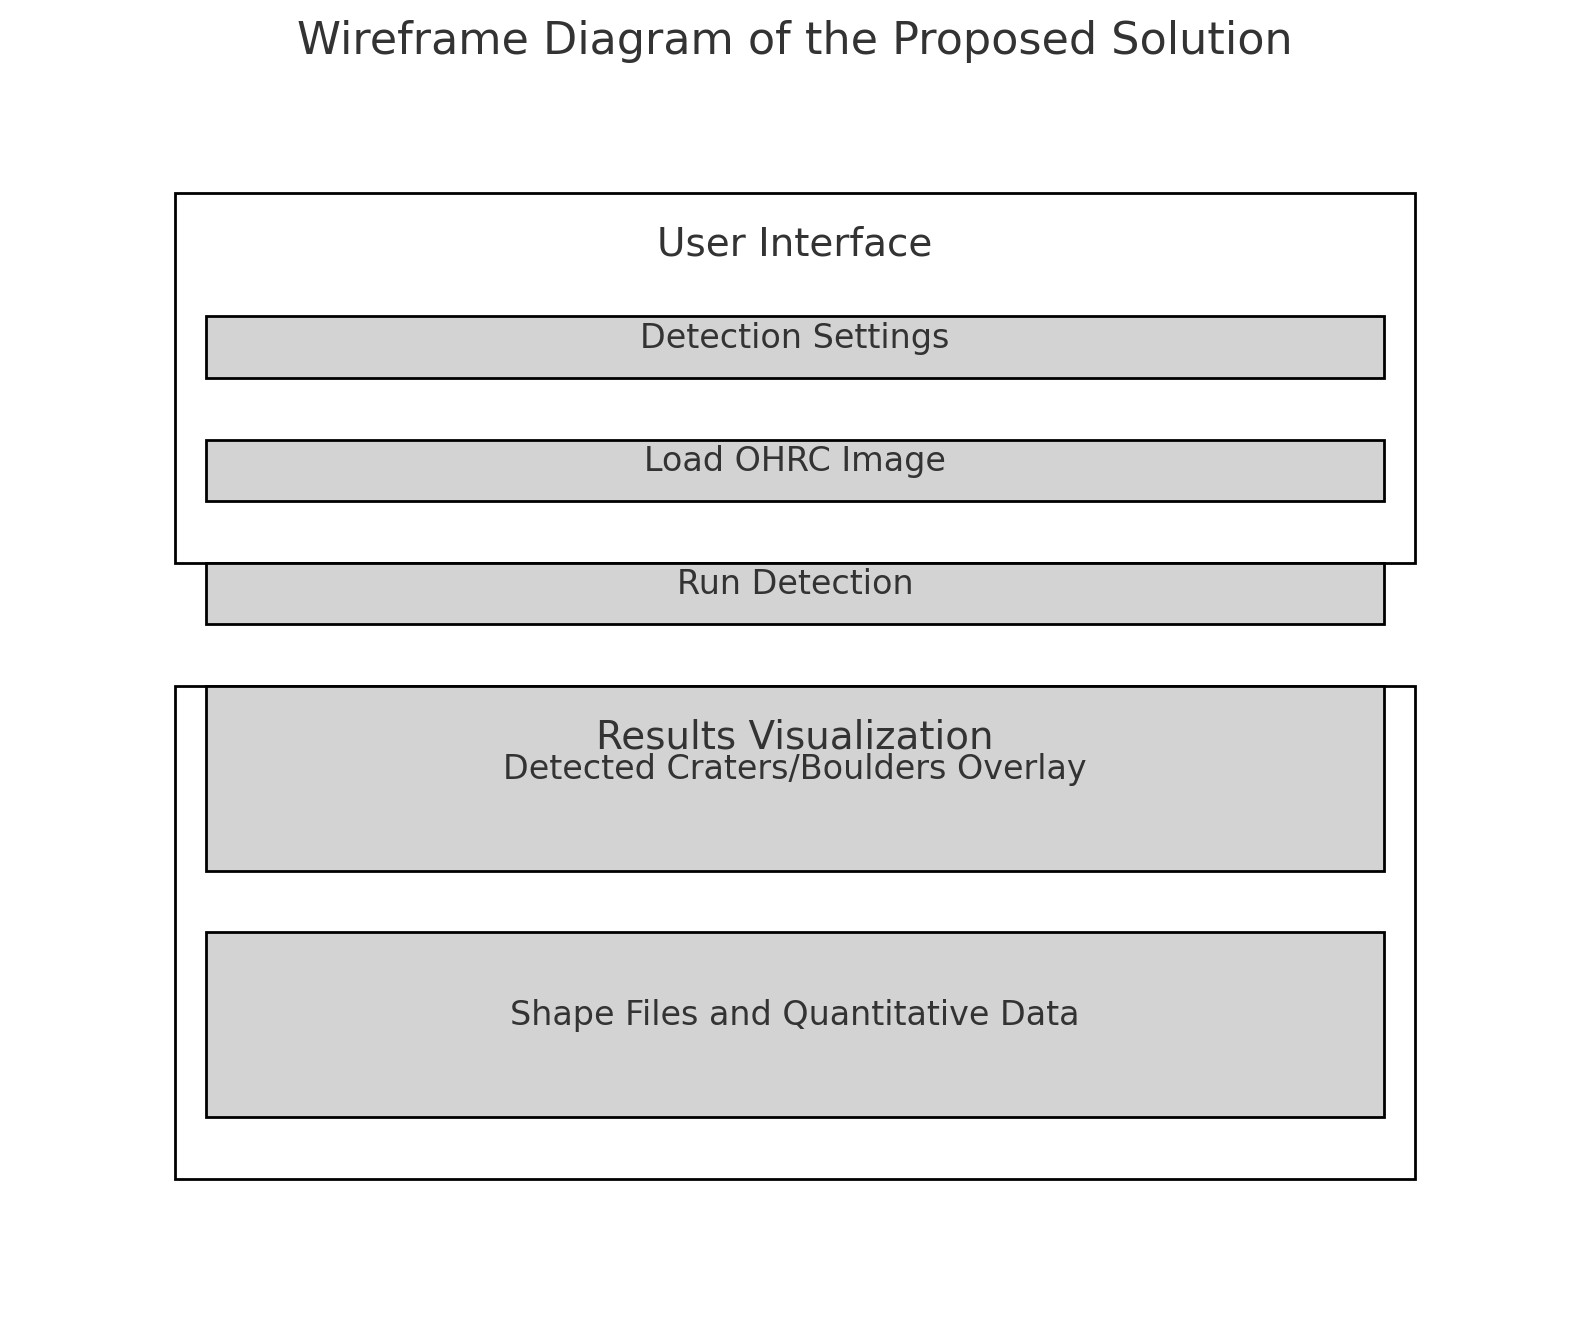 Wireframe Diagram of the Proposed Solution
User Interface
Detection Settings
Load OHRC Image
Run Detection
Results Visualization
Detected Craters/Boulders Overlay
Shape Files and Quantitative Data